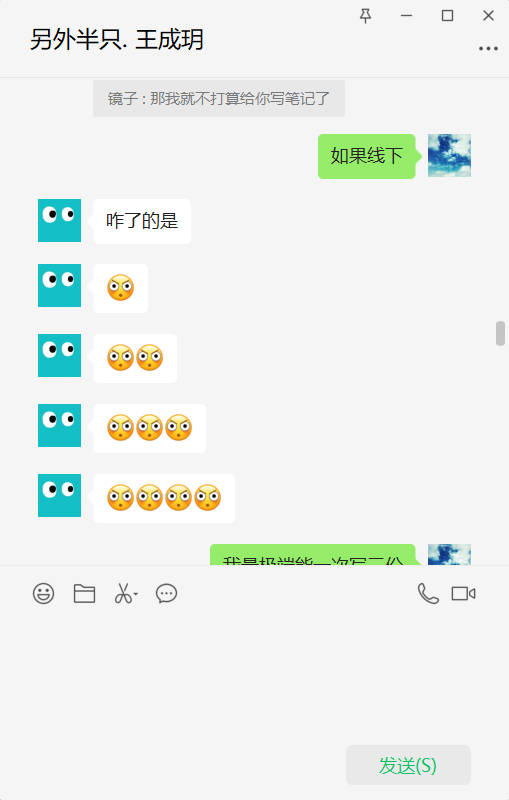 另外半只. 王成玥
镜子 : 那我就不打算给你写笔记了
如果线下
咋了的是
我是极端能一次写三份
发送(S)